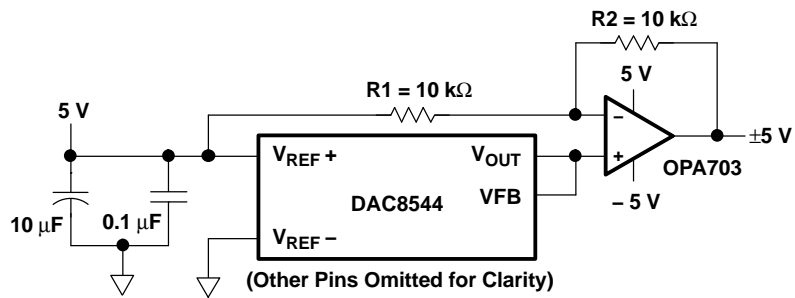 R2 = 10 kΩ
5 V
R1 = 10 kΩ
5 V
–
±5 V
+
OPA703
– 5 V
VREF +
VOUT
VFB
DAC8544
VREF –
10 µF
0.1 µF
(Other Pins Omitted for Clarity)